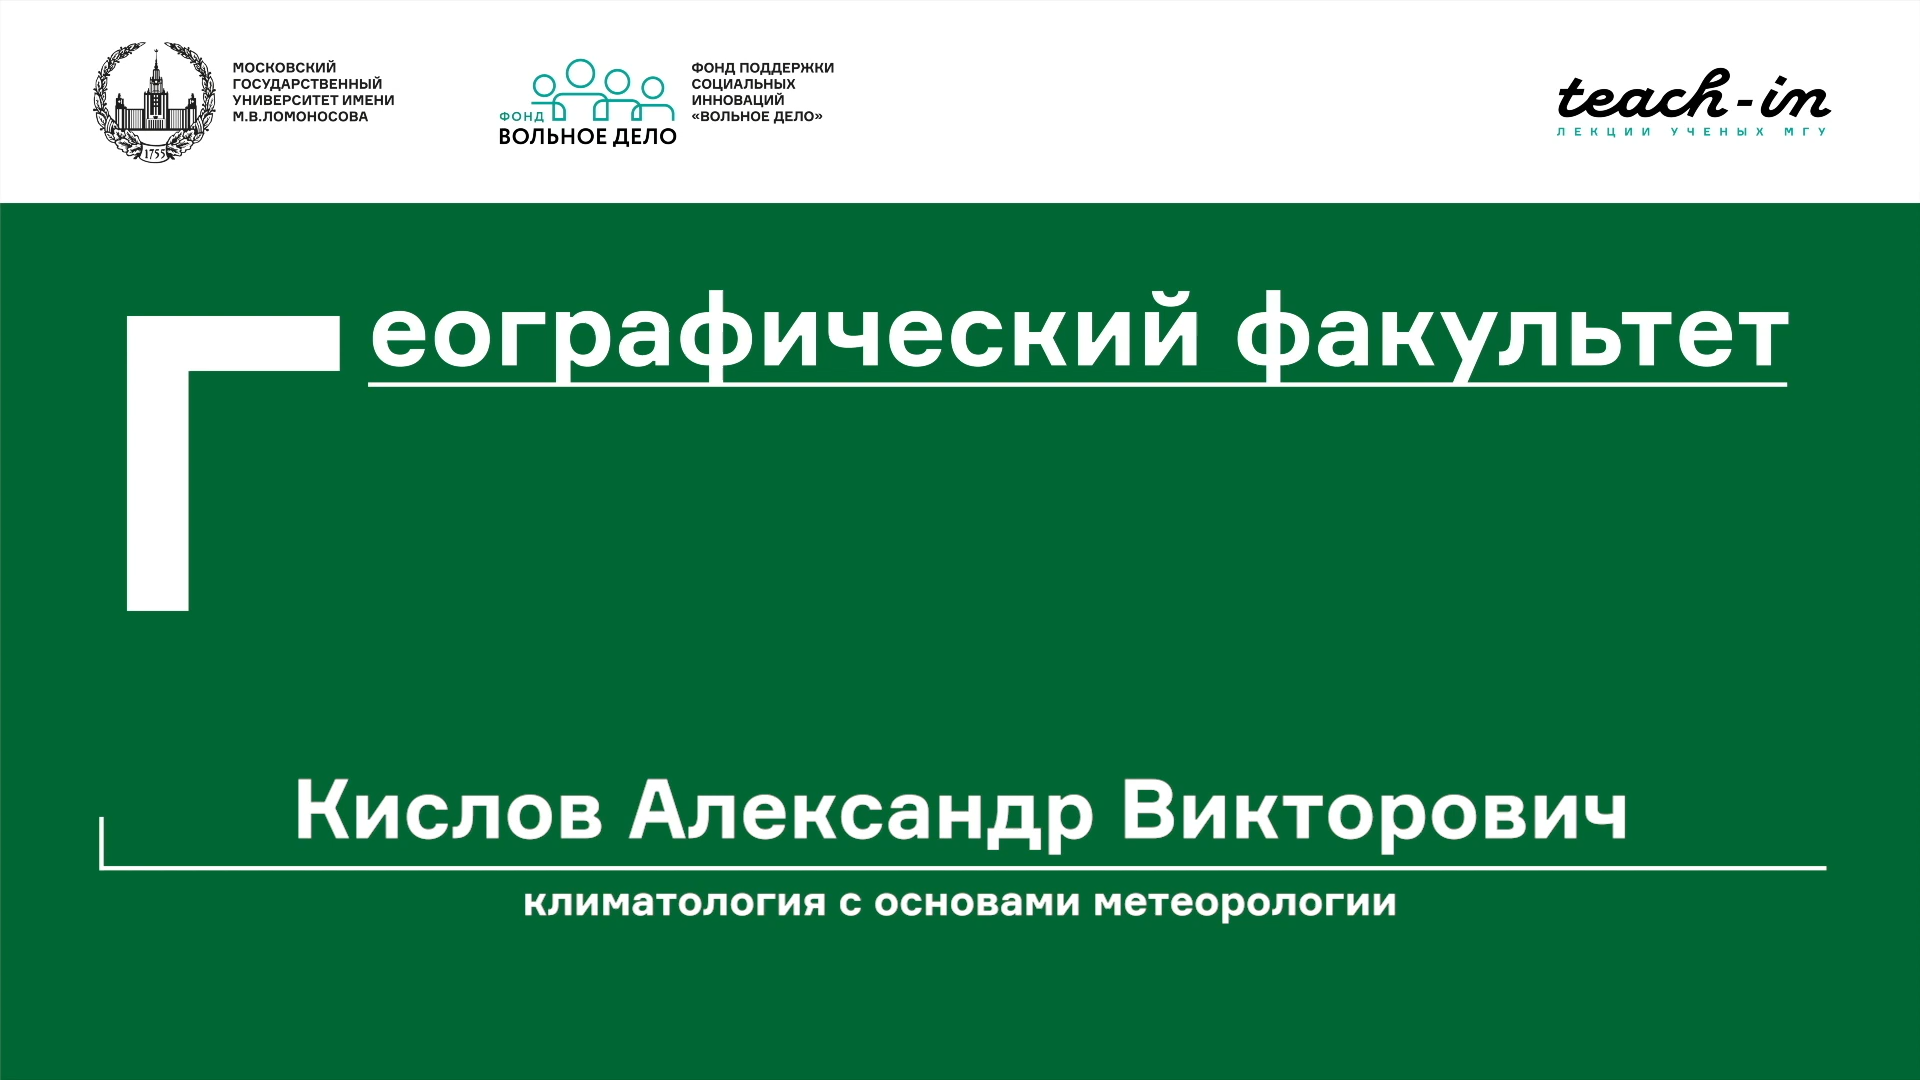 МОСКОВСКИЙ
ГОСУДАРСТВЕННЫЙ
УНИВЕРСИТЕТ ИМЕНИ
М.В.ЛОМОНОСОВА
1755
ФОНД
ВОЛЬНОЕ ДЕЛО
ФОНД ПОДДЕРЖКИ
СОЦИАЛЬНЫХ
ИННОВАЦИЙ
«ВОЛЬНОЕ ДЕЛО»
teach-in
ЛЕКЦИИ УЧЕНЫХ МГУ
Географический факультет
Кислов Александр Викторович
климатология с основами метеорологии